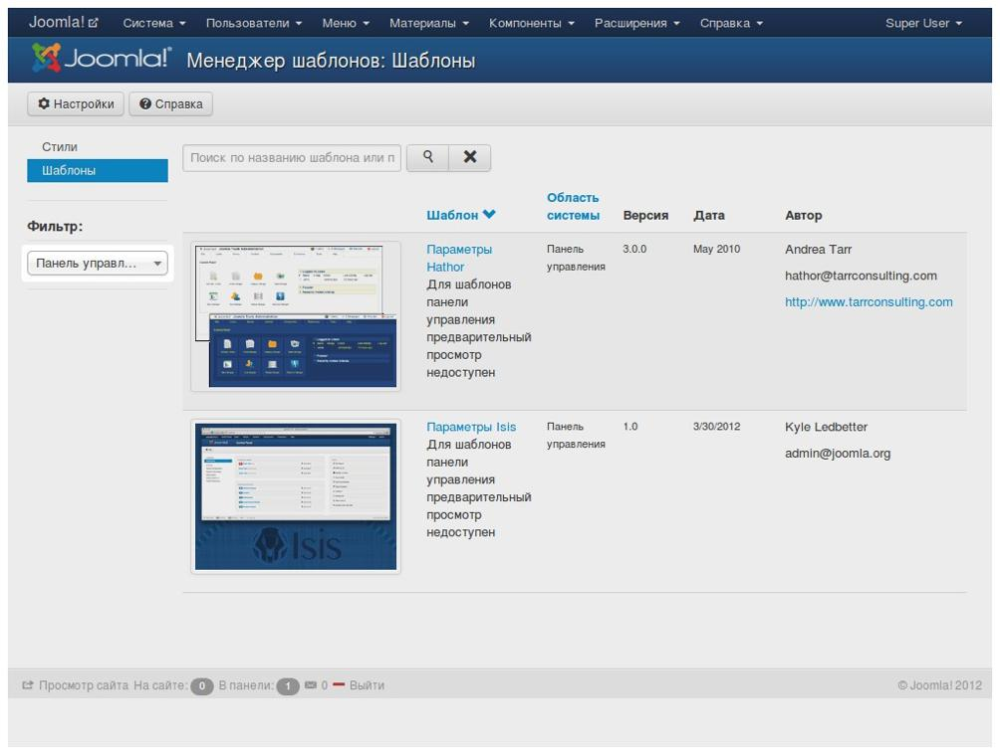 Joomla! Система Пользователи Меню Материалы Компоненты Расширения Справка Super User
Joomla!® Менеджер шаблонов: Шаблоны
Настройки Справка
Стили
Шаблоны
Фильтр:
Панель управл...
Поиск по названию шаблона или п
Шаблон Область системы Версия Дата Автор
Параметры
Hathor
Для шаблонов
панели
управления
предварительный
просмотр
недоступен
Панель
управления
3.0.0
May 2010
Andrea Tarr
hathor@tarrconsulting.com
http://www.tarrconsulting.com
Isis
Параметры Isis
Для шаблонов
панели
управления
предварительный
просмотр
недоступен
Панель
управления
1.0
3/30/2012
Kyle Ledbetter
admin@joomla.org
Просмотр сайта На сайте: 0 В панели: 1 0 Выйти © Joomla! 2012